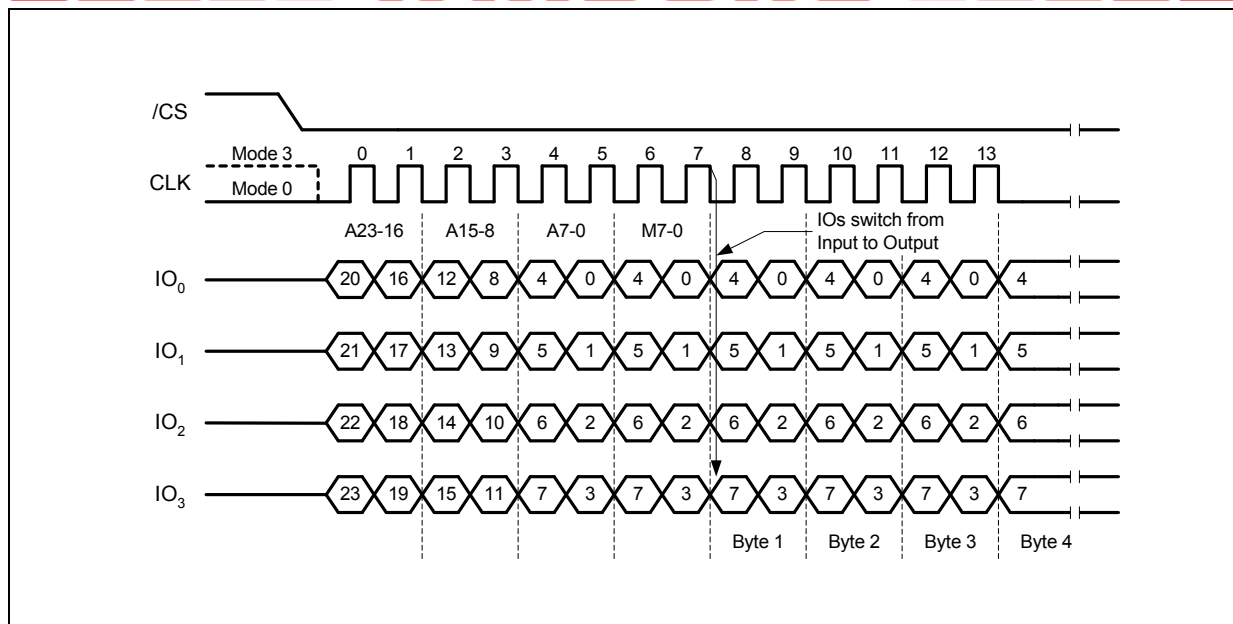 /CS
Mode 3
0 1 2 3 4 5 6 7 8 9 10 11 12 13
CLK
Mode 0
A23-16 A15-8 A7-0 M7-0
IOs switch from
Input to Output
IO0 20 16 12 8 4 0 4 0 4 0 4 0 4 0 4
IO1 21 17 13 9 5 1 5 1 5 1 5 1 5 1 5
IO2 22 18 14 10 6 2 6 2 6 2 6 2 6 2 6
IO3 23 19 15 11 7 3 7 3 7 3 7 3 7 3 7
Byte 1 Byte 2 Byte 3 Byte 4